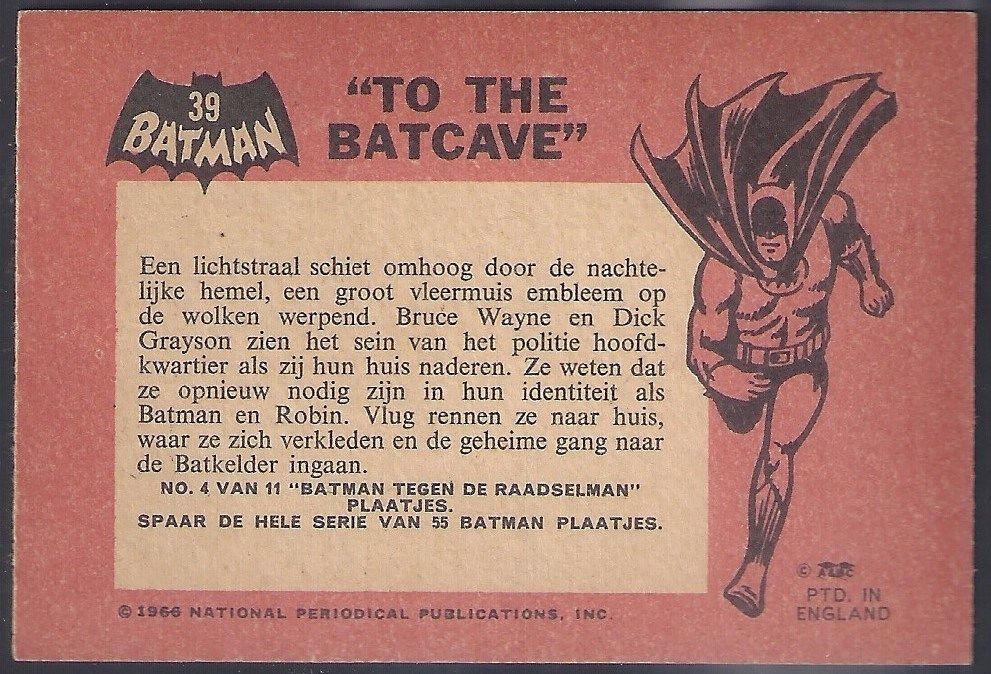 39
BATMAN
"TO THE
BATCAVE"
Een lichtstraal schiet omhoog door de nachte-
lijke hemel, een groot vleermuis embleem op
de wolken werpend. Bruce Wayne en Dick
Grayson zien het sein van het politie hoofd-
kwartier als zij hun huis naderen. Ze weten dat
ze opnieuw nodig zijn in hun identiteit als
Batman en Robin. Vlug rennen ze naar huis,
waar ze zich verkleden en de geheime gang naar
de Batkelder ingaan.
NO. 4 VAN 11 "BATMAN TEGEN DE RAADSELMAN"
PLAATJES.
SPAAR DE HELE SERIE VAN 55 BATMAN PLAATJES.
© 1966 NATIONAL PERIODICAL PUBLICATIONS, INC.
©
PTD. IN
ENGLAND